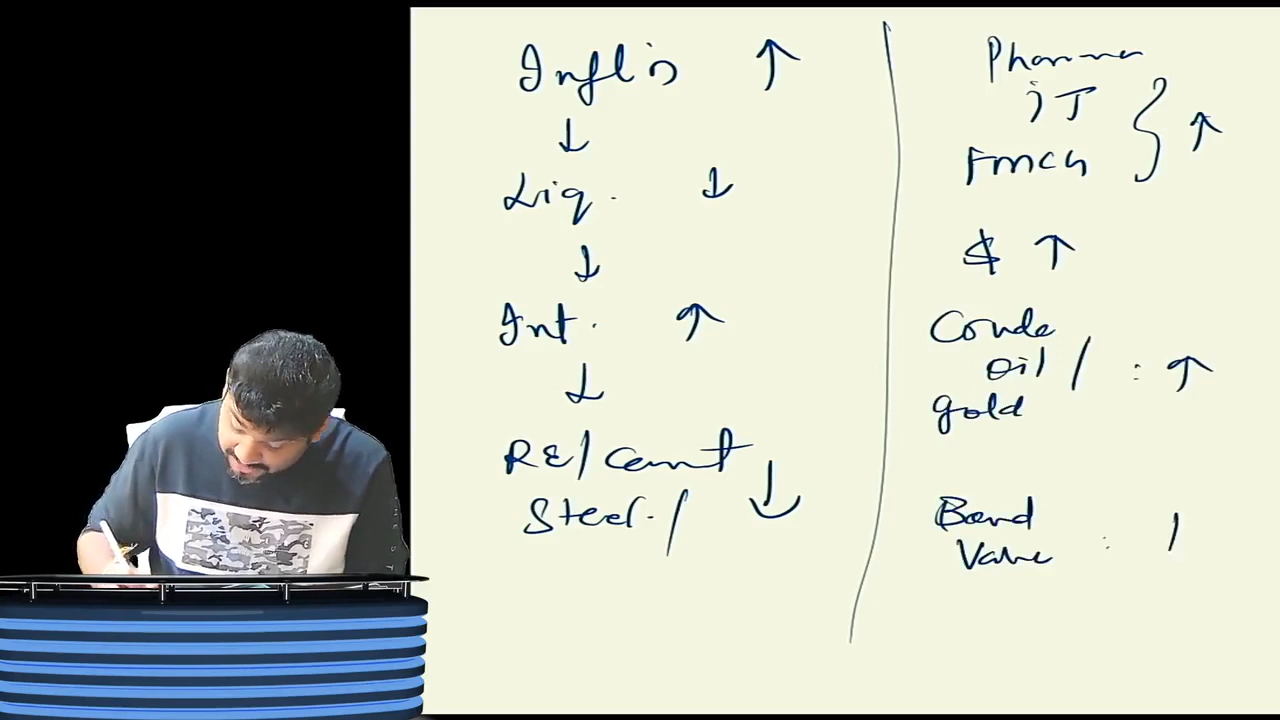 Infl'n ↑
↓
Liq. ↓
↓
Int. ↑
↓
RE/Cemt
Steel./ ↓
Pharma
IT } ↑
FMCG
$ ↑
Crude
oil / : ↑
gold
Bond
Value :